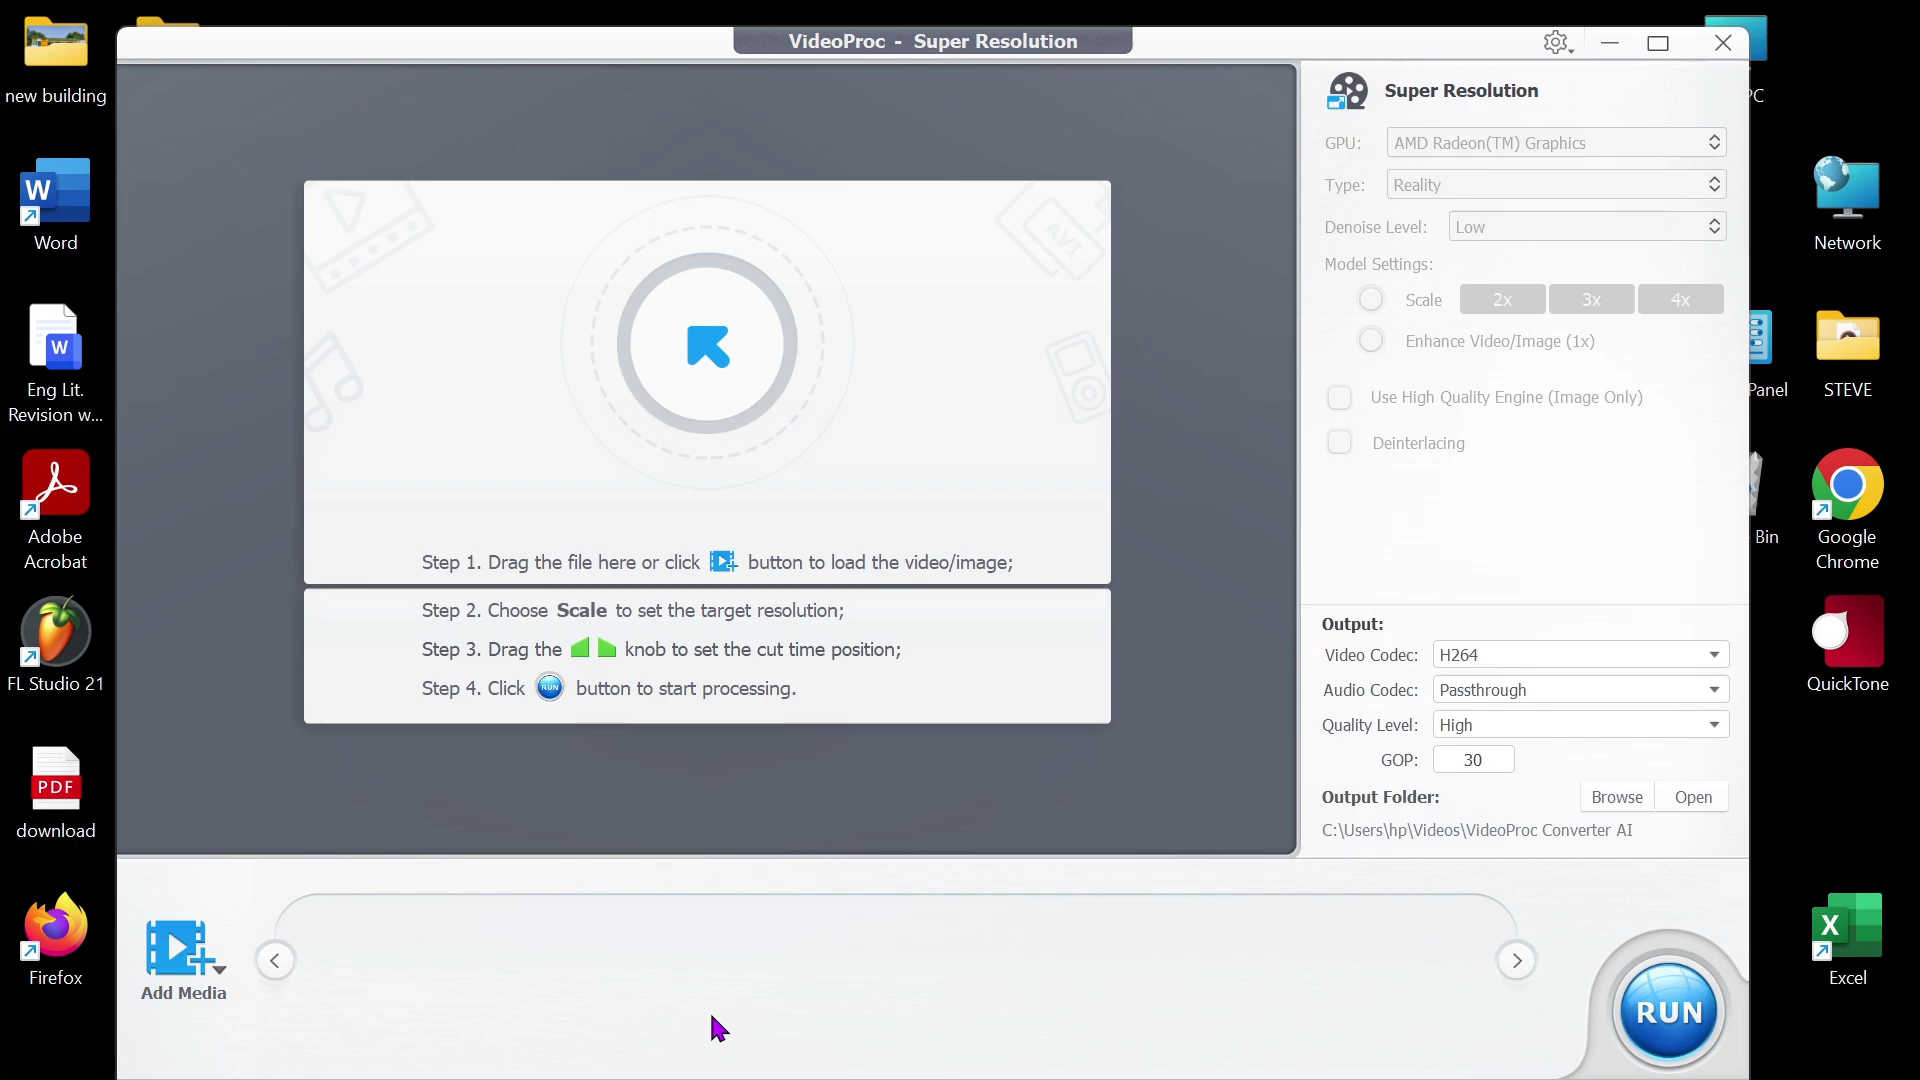 VideoProc - Super Resolution
new building
W
Word
W
Eng Lit.
Revision w...
Adobe
Acrobat
FL Studio 21
PDF
download
Firefox
AVI
Step 1. Drag the file here or click button to load the video/image;
Step 2. Choose Scale to set the target resolution;
Step 3. Drag the knob to set the cut time position;
Step 4. Click RUN button to start processing.
Super Resolution
GPU: AMD Radeon(TM) Graphics
Type: Reality
Denoise Level: Low
Model Settings:
Scale 2x 3x 4x
Enhance Video/Image (1x)
Use High Quality Engine (Image Only)
Deinterlacing
Output:
Video Codec: H264
Audio Codec: Passthrough
Quality Level: High
GOP: 30
Output Folder: Browse Open
C:\Users\hp\Videos\VideoProc Converter AI
Add Media
RUN
PC
Network
Panel
STEVE
Bin
Google
Chrome
QuickTone
X
Excel